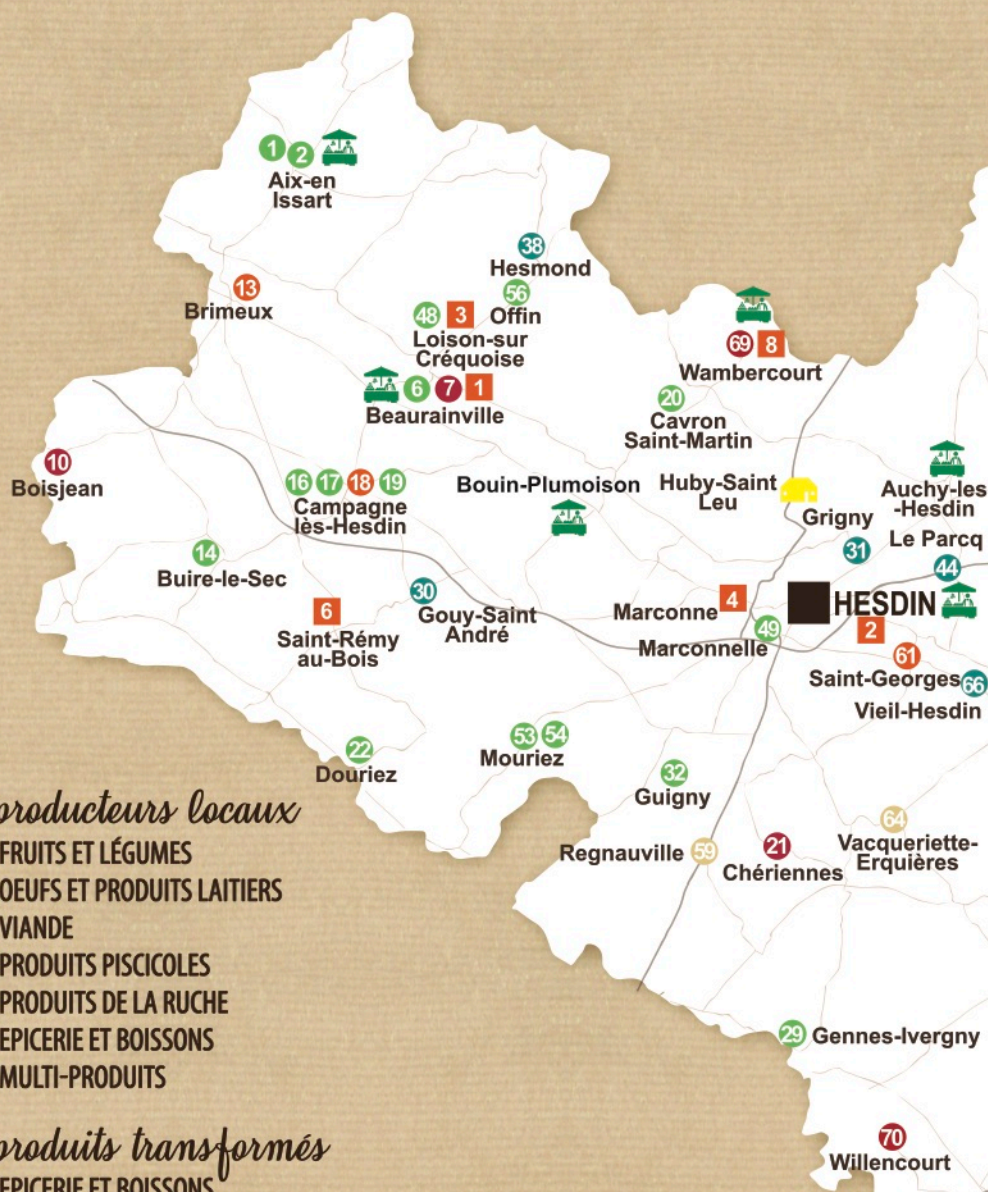 1 2
Aix-en
Issart
38
Hesmond
13
Brimeux
56
Offin
48 3
Loison-sur
Créquoise
69 8
Wambercourt
6 7 1
Beaurainville
20
Cavron
Saint-Martin
10
Boisjean
16 17 18 19
Campagne
lès-Hesdin
Bouin-Plumoison
Huby-Saint
Leu
Auchy-les
-Hesdin
Grigny
31
Le Parcq
44
14
Buire-le-Sec
30
Gouy-Saint
André
6
Saint-Rémy
au-Bois
Marconne 4
HESDIN
49
Marconnelle
2
61
Saint-Georges
66
Vieil-Hesdin
22
Douriez
53 54
Mouriez
32
Guigny
Regnauville 59
21
Chériennes
64
Vacqueriette-
Erquières
29 Gennes-Ivergny
70
Willencourt
producteurs locaux
FRUITS ET LÉGUMES
OEUFS ET PRODUITS LAITIERS
VIANDE
PRODUITS PISCICOLES
PRODUITS DE LA RUCHE
EPICERIE ET BOISSONS
MULTI-PRODUITS
produits transformés
EPICERIE ET BOISSONS